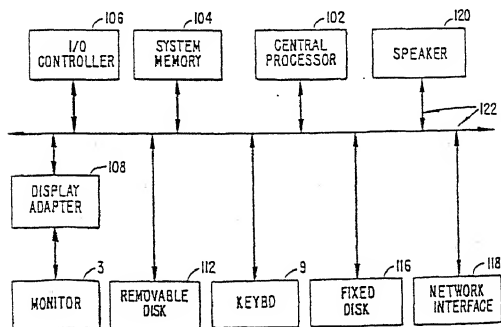 106
I/O
CONTROLLER
104
SYSTEM
MEMORY
102
CENTRAL
PROCESSOR
120
SPEAKER
122
108
DISPLAY
ADAPTER
3
MONITOR
112
REMOVABLE
DISK
9
KEYBD
116
FIXED
DISK
118
NETWORK
INTERFACE